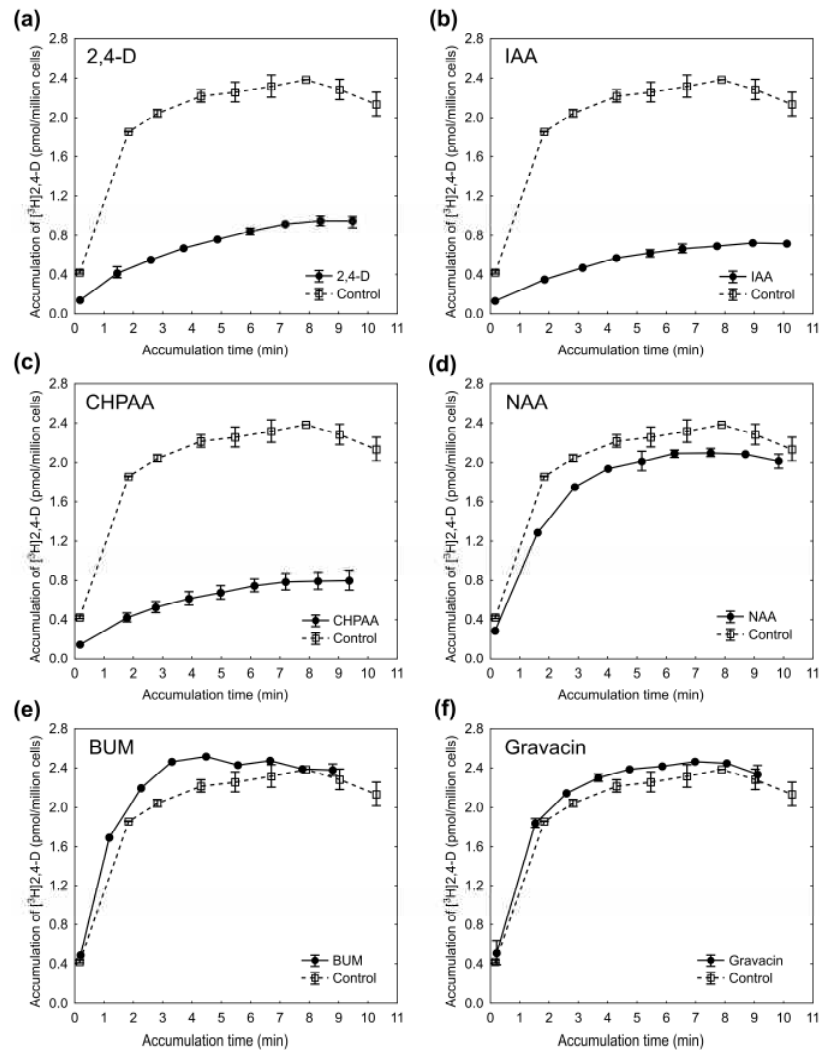 (a)
2,4-D
Accumulation of [³H]2,4-D (pmol/million cells)
2.8
2.4
2.0
1.6
1.2
0.8
0.4
0.0
2,4-D
Control
0 1 2 3 4 5 6 7 8 9 10 11
Accumulation time (min)
(b)
IAA
Accumulation of [³H]2,4-D (pmol/million cells)
2.8
2.4
2.0
1.6
1.2
0.8
0.4
0.0
IAA
Control
0 1 2 3 4 5 6 7 8 9 10 11
Accumulation time (min)
(c)
CHPAA
Accumulation of [³H]2,4-D (pmol/million cells)
2.8
2.4
2.0
1.6
1.2
0.8
0.4
0.0
CHPAA
Control
0 1 2 3 4 5 6 7 8 9 10 11
Accumulation time (min)
(d)
NAA
Accumulation of [³H]2,4-D (pmol/million cells)
2.8
2.4
2.0
1.6
1.2
0.8
0.4
0.0
NAA
Control
0 1 2 3 4 5 6 7 8 9 10 11
Accumulation time (min)
(e)
BUM
Accumulation of [³H]2,4-D (pmol/million cells)
2.8
2.4
2.0
1.6
1.2
0.8
0.4
0.0
BUM
Control
0 1 2 3 4 5 6 7 8 9 10 11
Accumulation time (min)
(f)
Gravacin
Accumulation of [³H]2,4-D (pmol/million cells)
2.8
2.4
2.0
1.6
1.2
0.8
0.4
0.0
Gravacin
Control
0 1 2 3 4 5 6 7 8 9 10 11
Accumulation time (min)